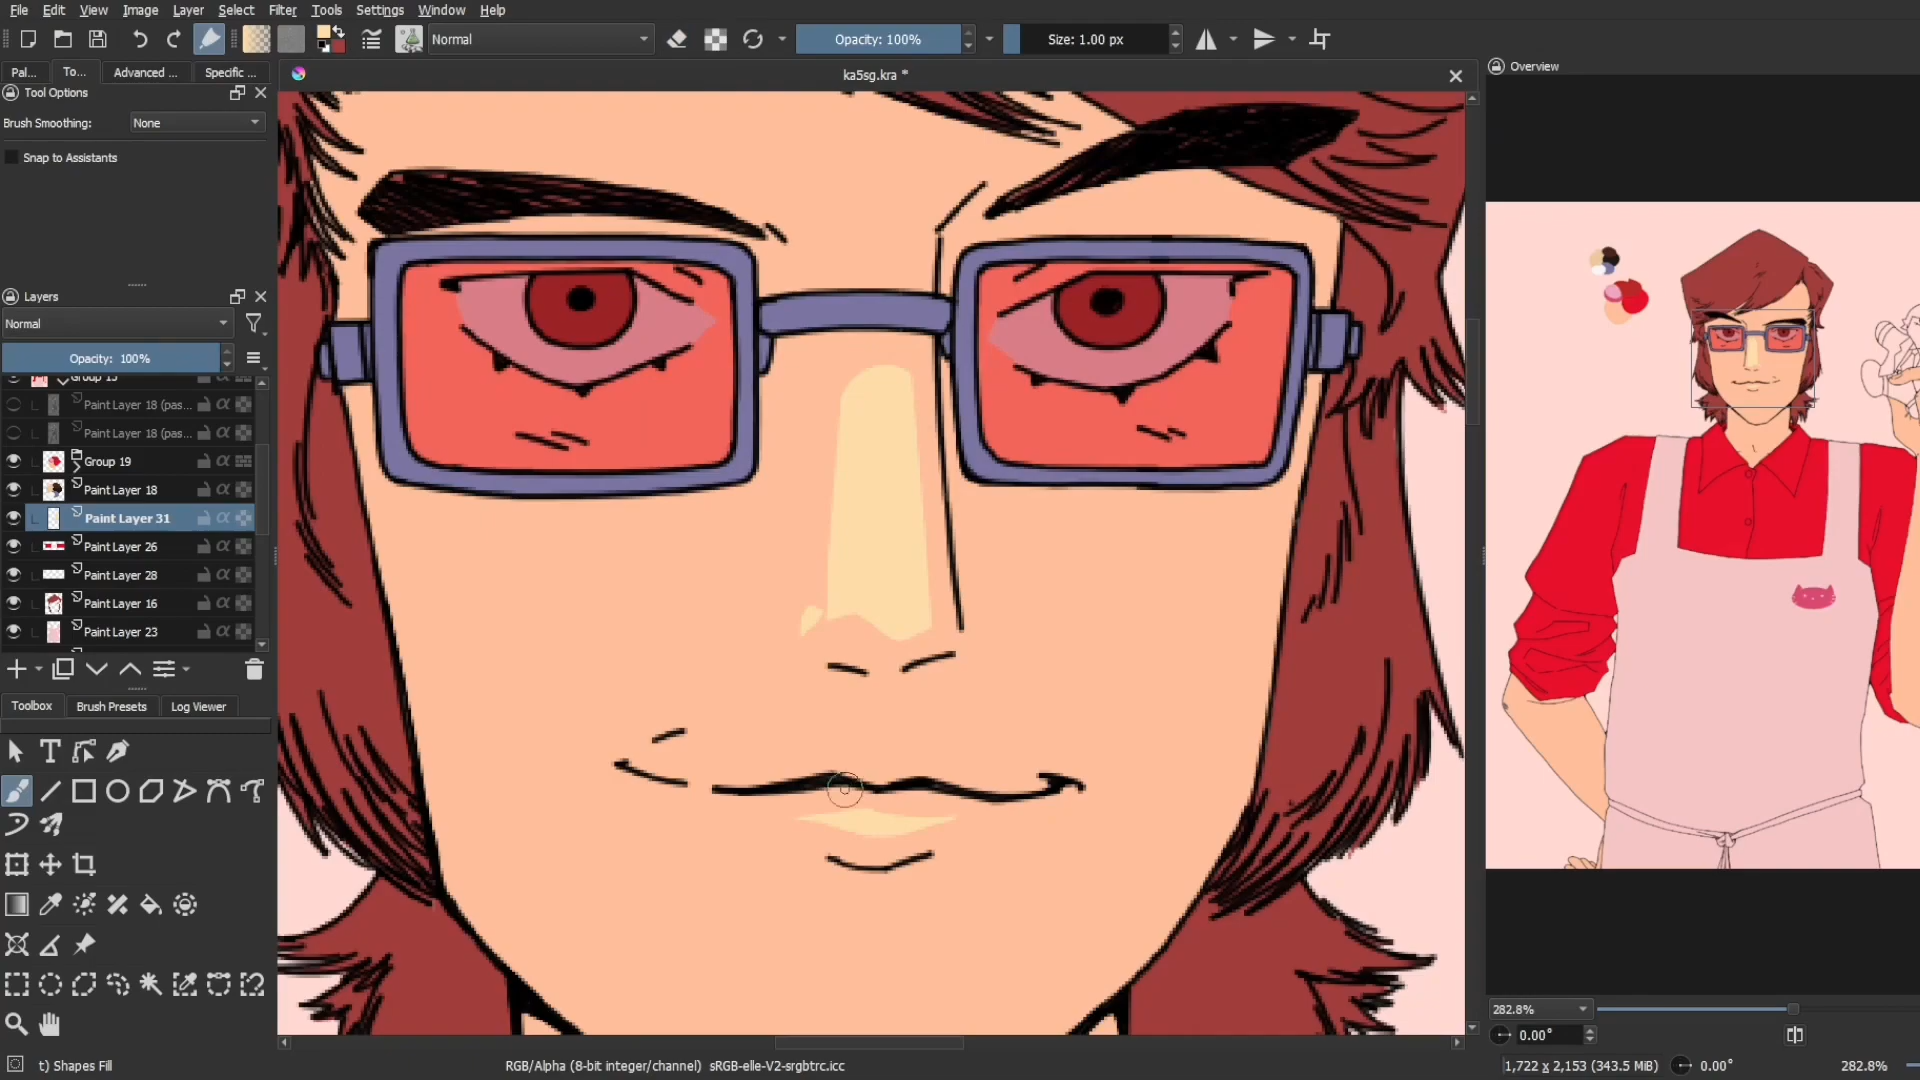 File Edit View Image Layer Select Filter Tools Settings Window Help
Normal
Opacity: 100%
Size: 1.00 px
Pal...
To...
Advanced ...
Specific ...
ka5sg.kra *
Overview
Tool Options
Brush Smoothing:
None
Snap to Assistants
Layers
Normal
Opacity: 100%
Group 15
Paint Layer 18 (pas...
Paint Layer 18 (pas...
Group 19
Paint Layer 18
Paint Layer 31
Paint Layer 26
Paint Layer 28
Paint Layer 16
Paint Layer 23
Toolbox
Brush Presets
Log Viewer
282.8%
0.00°
t) Shapes Fill
RGB/Alpha (8-bit integer/channel) sRGB-elle-V2-srgbtrc.icc
1,722 x 2,153 (343.5 MiB)
0.00°
282.8%